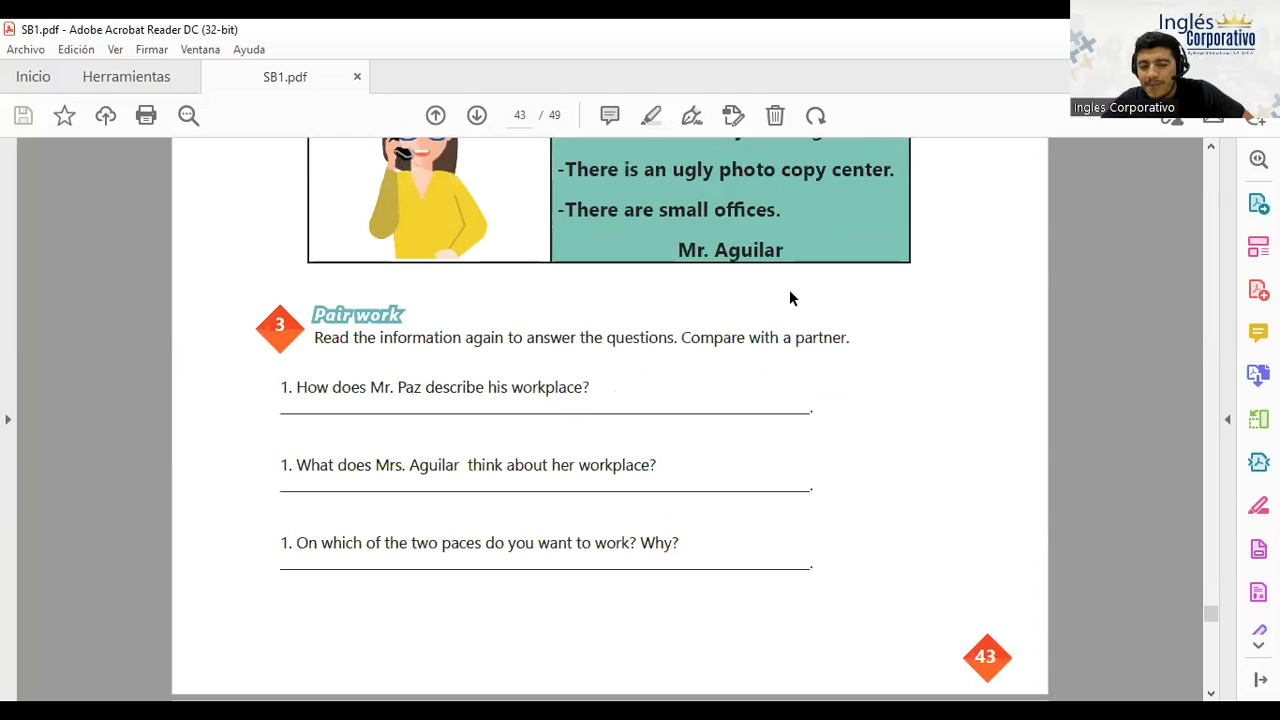 SB1.pdf - Adobe Acrobat Reader DC (32-bit)
Archivo Edición Ver Firmar Ventana Ayuda
Inicio Herramientas SB1.pdf ×
43 / 49
Inglés
Corporativo
Ingles Corporativo
-There is an ugly photo copy center.
-There are small offices.
Mr. Aguilar
3 Pair work
Read the information again to answer the questions. Compare with a partner.
1. How does Mr. Paz describe his workplace?
1. What does Mrs. Aguilar think about her workplace?
1. On which of the two paces do you want to work? Why?
43